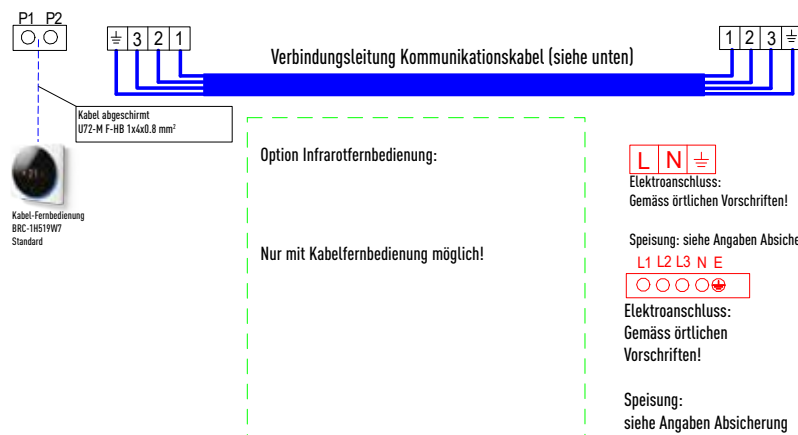 P1 P2
3 2 1
1 2 3
Verbindungsleitung Kommunikationskabel (siehe unten)
Kabel abgeschirmt
U72-M F-HB 1x4x0.8 mm²
Kabel-Fernbedienung
BRC-1H519W7
Standard
Option Infrarotfernbedienung:
Nur mit Kabelfernbedienung möglich!
L N
Elektroanschluss:
Gemäss örtlichen Vorschriften!
Speisung: siehe Angaben Absiche
L1 L2 L3 N E
Elektroanschluss:
Gemäss örtlichen
Vorschriften!
Speisung:
siehe Angaben Absicherung